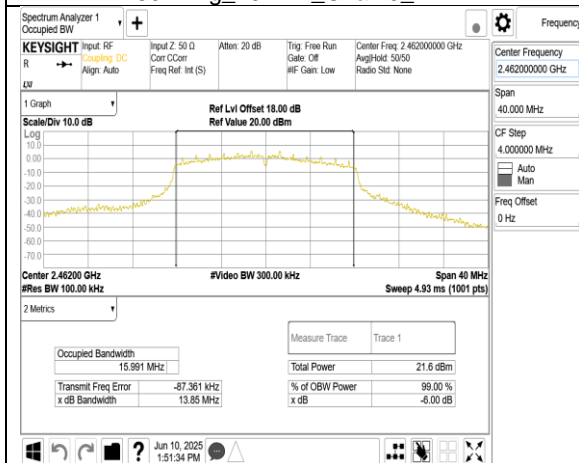 Spectrum Analyzer 1
Occupied BW
Frequency
KEYSIGHT
R
LXI
Input: RF
Coupling: DC
Align: Auto
Input Z: 50 Ω
Corr CCorr
Freq Ref: Int (S)
Atten: 20 dB
Trig: Free Run
Gate: Off
#IF Gain: Low
Center Freq: 2.462000000 GHz
Avg|Hold: 50/50
Radio Std: None
Center Frequency
2.462000000 GHz
Span
40.000 MHz
CF Step
4.000000 MHz
Auto
Man
Freq Offset
0 Hz
1 Graph
Scale/Div 10.0 dB
Ref Lvl Offset 18.00 dB
Ref Value 20.00 dBm
Log
10.0
0.00
-10.0
-20.0
-30.0
-40.0
-50.0
-60.0
-70.0
Center 2.46200 GHz
#Res BW 100.00 kHz
#Video BW 300.00 kHz
Span 40 MHz
Sweep 4.93 ms (1001 pts)
2 Metrics
Measure Trace Trace 1
Occupied Bandwidth
15.991 MHz
Total Power 21.6 dBm
Transmit Freq Error -87.361 kHz
% of OBW Power 99.00 %
x dB Bandwidth 13.85 MHz
x dB -6.00 dB
Jun 10, 2025
1:51:34 PM